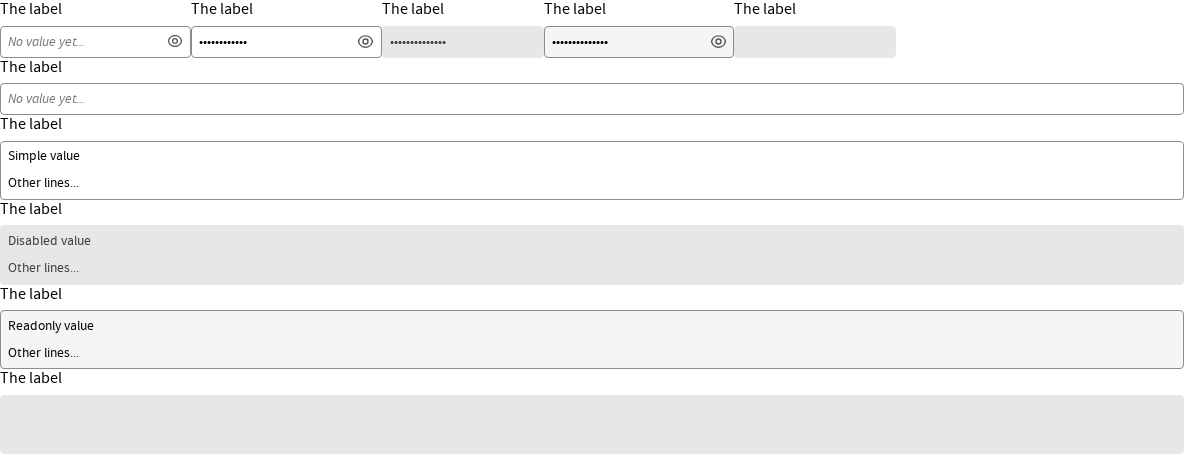 The label The label The label The label The label
No value yet... •••••••••••• •••••••••••••• ••••••••••••••
The label
No value yet...
The label
Simple value
Other lines...
The label
Disabled value
Other lines...
The label
Readonly value
Other lines...
The label